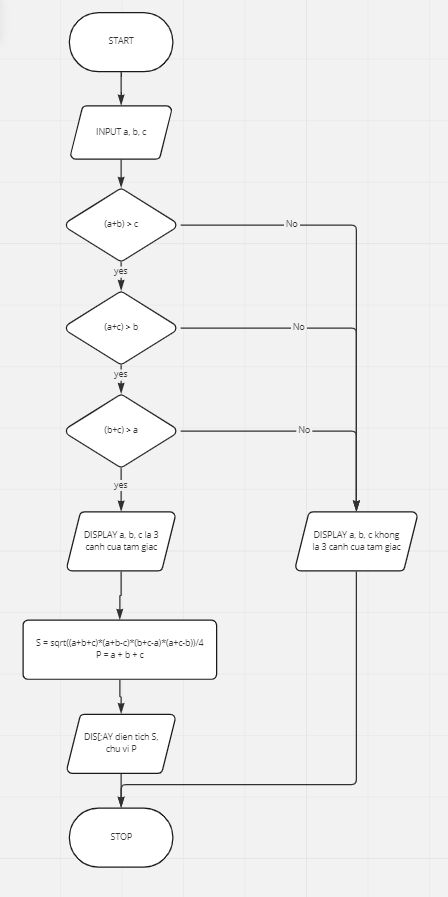 START
INPUT a, b, c
(a+b) > c
No
yes
(a+c) > b
No
yes
(b+c) > a
No
yes
DISPLAY a, b, c la 3
canh cua tam giac
DISPLAY a, b, c khong
la 3 canh cua tam giac
S = sqrt((a+b+c)*(a+b-c)*(b+c-a)*(a+c-b))/4
P = a + b + c
DIS[;AY dien tich S,
chu vi P
STOP